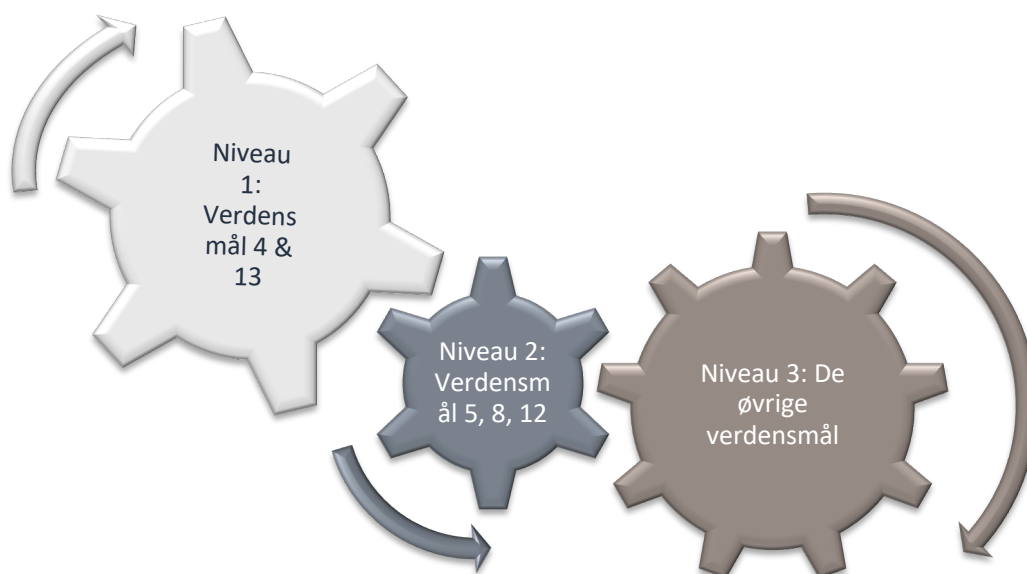 Niveau
1:
Verdens
mål 4 &
13
Niveau 2:
Verdensm
ål 5, 8, 12
Niveau 3: De
øvrige
verdensmål